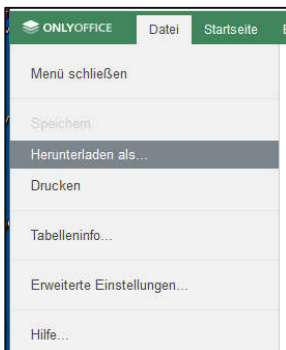 ONLYOFFICE Datei Startseite
Menü schließen
Speichern
Herunterladen als...
Drucken
Tabelleninfo...
Erweiterte Einstellungen...
Hilfe...